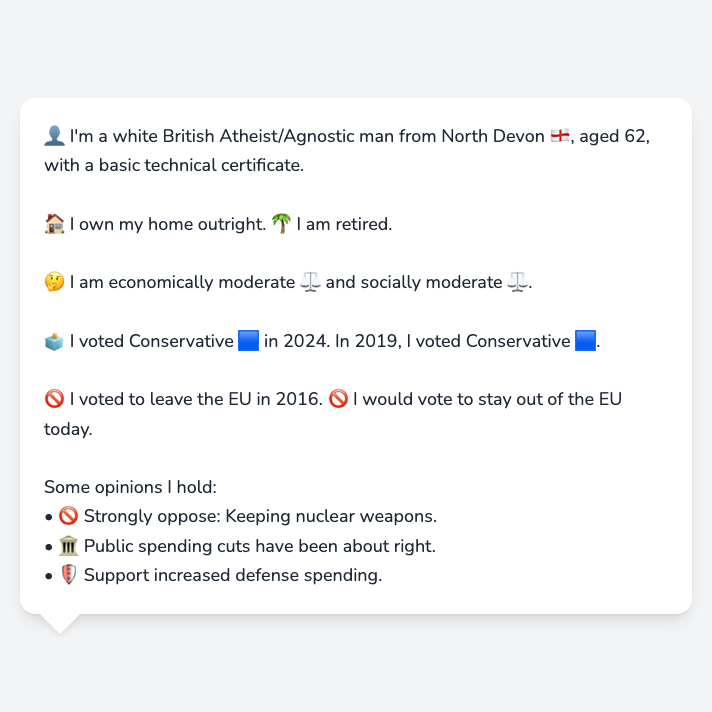 👤 I'm a white British Atheist/Agnostic man from North Devon 🏴󠁧󠁢󠁥󠁮󠁧󠁿, aged 62,
with a basic technical certificate.
🏠 I own my home outright. 🌴 I am retired.
🤔 I am economically moderate ⚖️ and socially moderate ⚖️.
🗳️ I voted Conservative 🟦 in 2024. In 2019, I voted Conservative 🟦.
🚫 I voted to leave the EU in 2016. 🚫 I would vote to stay out of the EU
today.
Some opinions I hold:
• 🚫 Strongly oppose: Keeping nuclear weapons.
• 🏛️ Public spending cuts have been about right.
• 🛡️ Support increased defense spending.